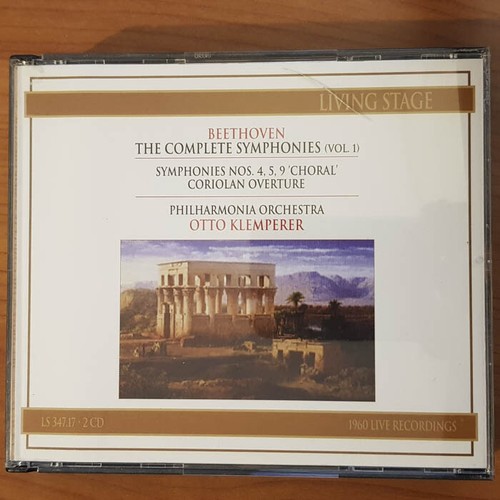 LIVING STAGE
BEETHOVEN
THE COMPLETE SYMPHONIES (VOL. 1)
SYMPHONIES NOS. 4, 5, 9 'CHORAL'
CORIOLAN OVERTURE
PHILHARMONIA ORCHESTRA
OTTO KLEMPERER
LS 347.17 · 2 CD
1960 LIVE RECORDINGS